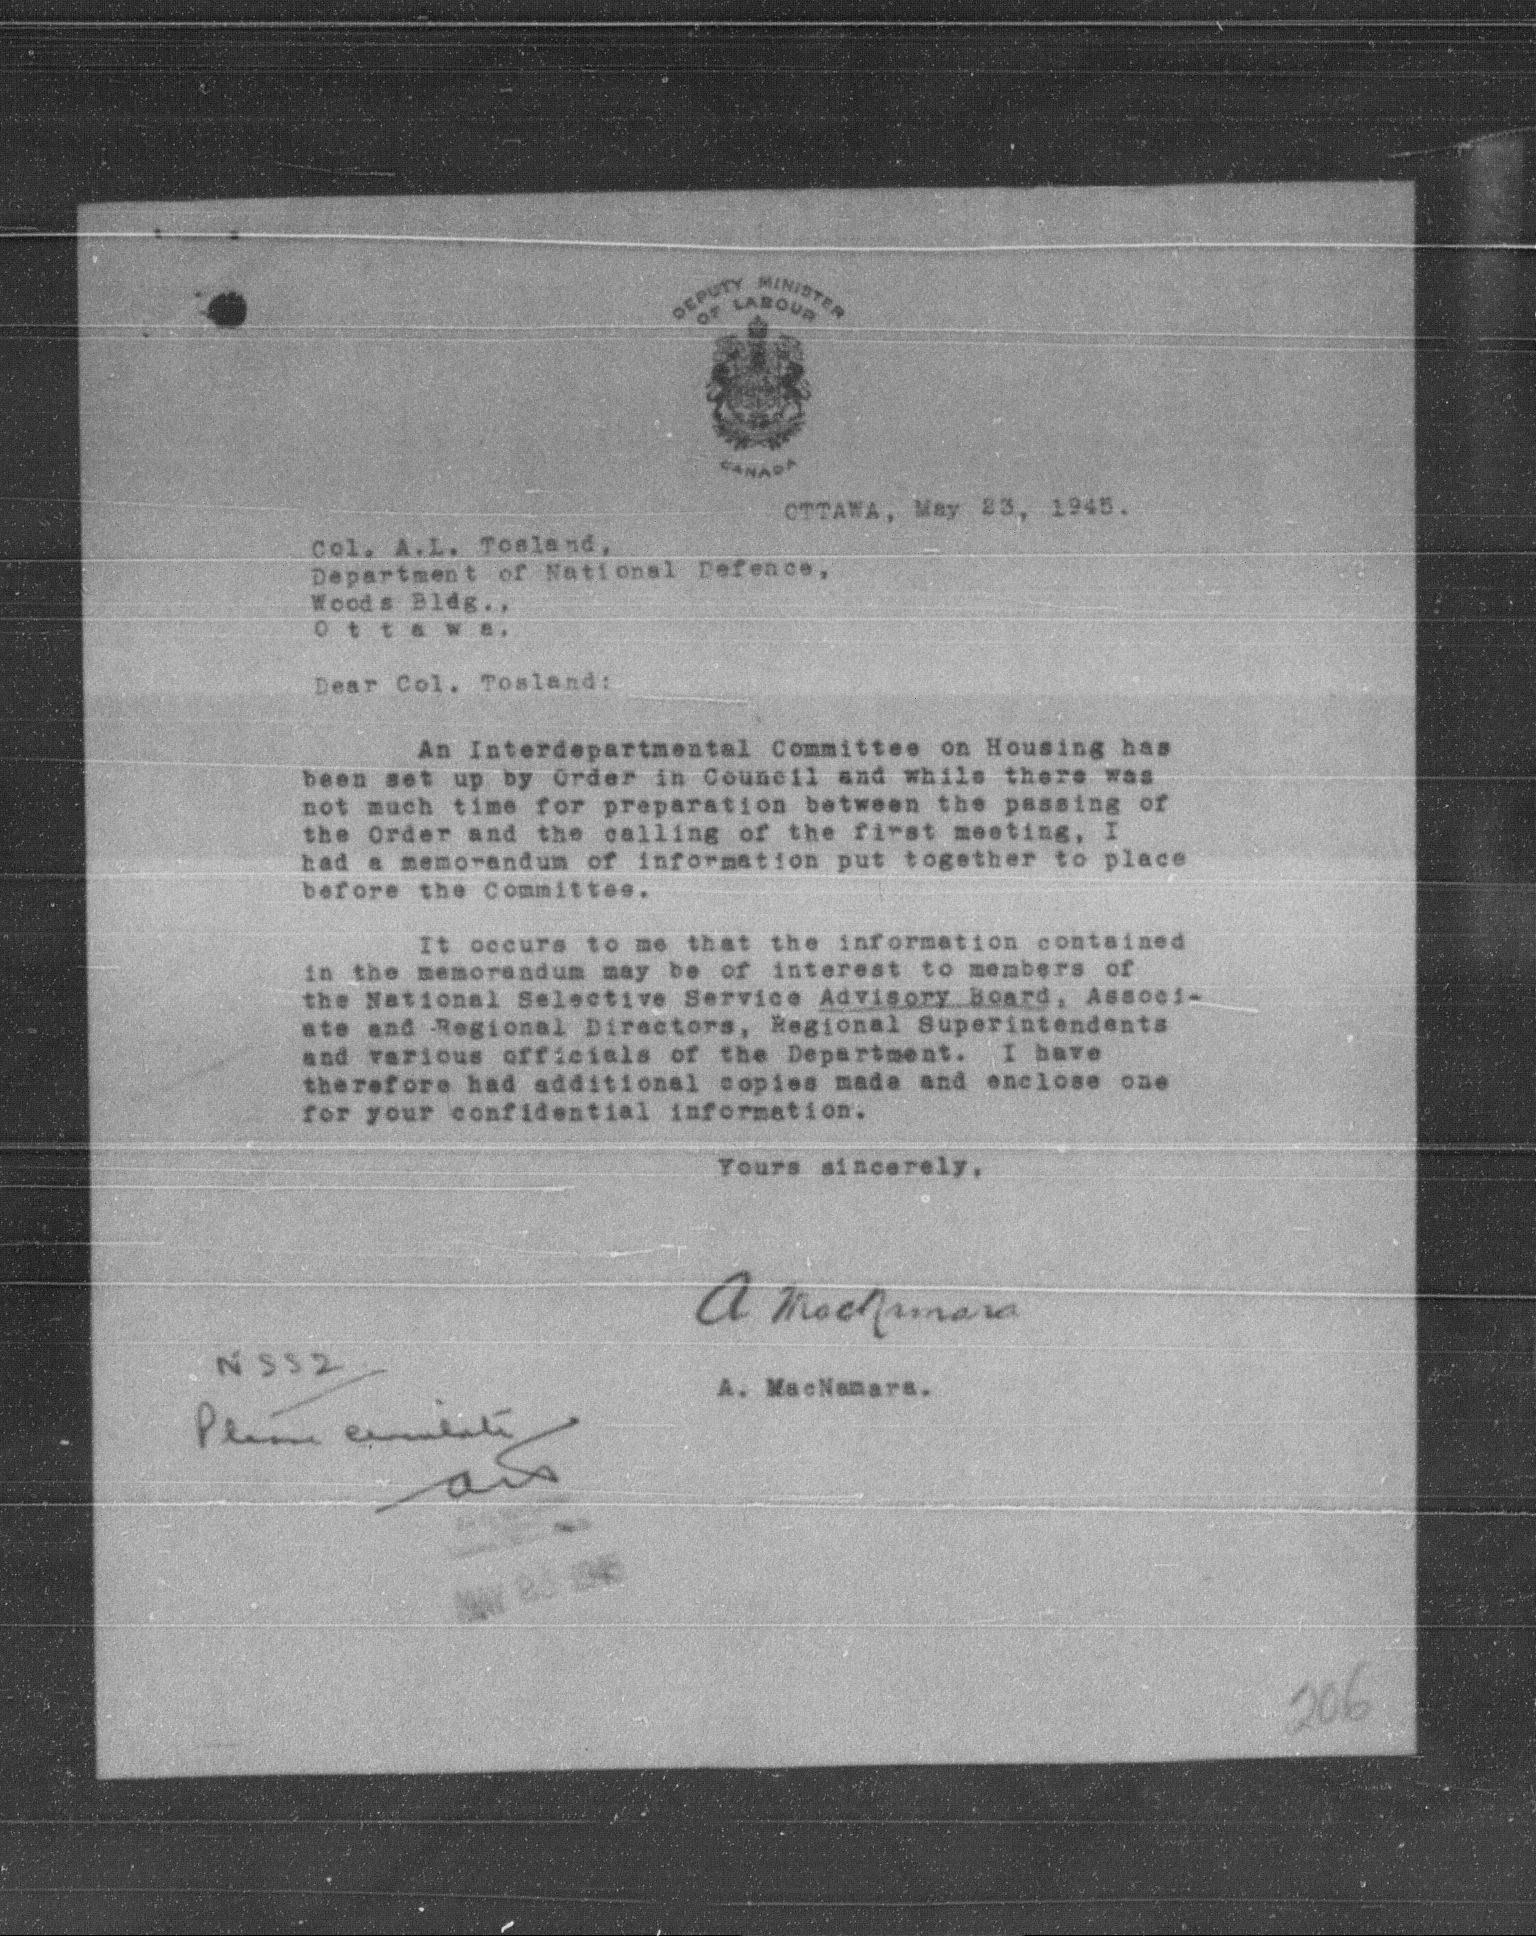 DEPUTY MINISTER
OF LABOUR
CANADA
OTTAWA, May 23, 1945.
Col. A.L. Tosland,
Department of National Defence,
Woods Bldg.,
O t t a w a.
Dear Col. Tosland:
An Interdepartmental Committee on Housing has
been set up by Order in Council and while there was
not much time for preparation between the passing of
the Order and the calling of the first meeting, I
had a memorandum of information put together to place
before the Committee.
It occurs to me that the information contained
in the memorandum may be of interest to members of
the National Selective Service Advisory Board, Associ-
ate and Regional Directors, Regional Superintendents
and various officials of the Department. I have
therefore had additional copies made and enclose one
for your confidential information.
Yours sincerely,
A MacNamara
A. MacNamara.
NSS2
Please circulate
MAY 23 1945
206